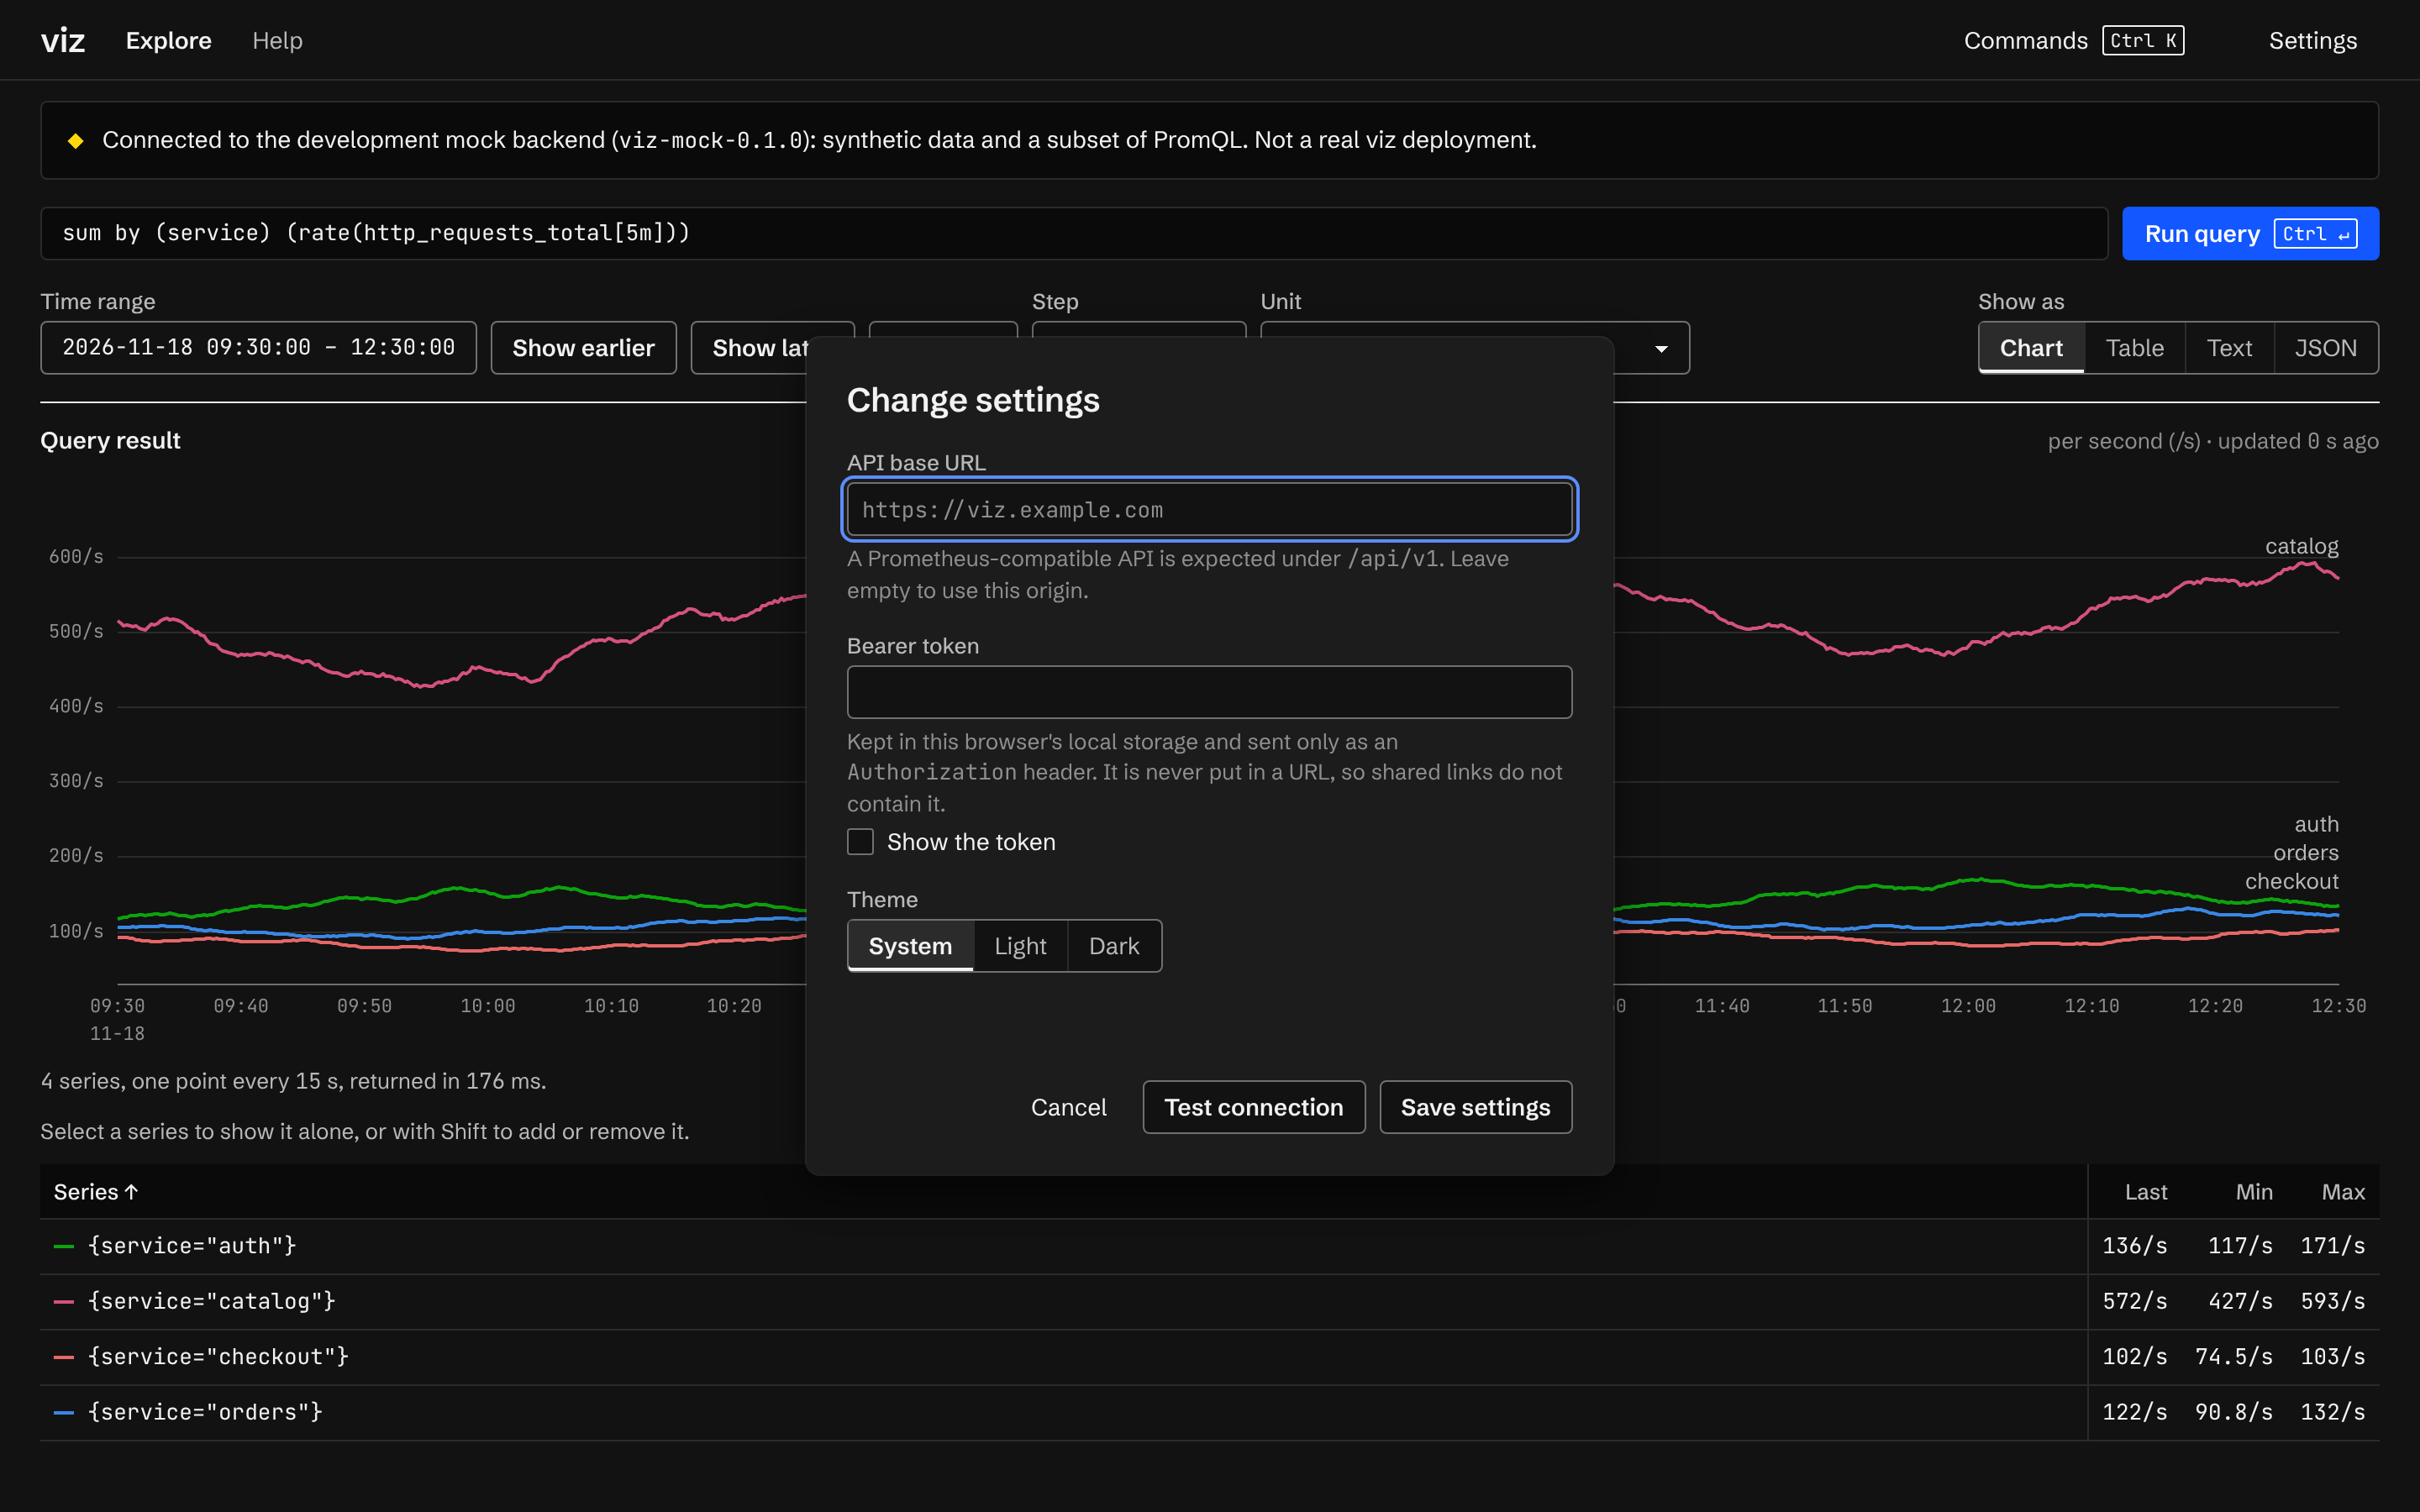 viz Explore Help Commands Ctrl K Settings
Connected to the development mock backend (viz-mock-0.1.0): synthetic data and a subset of PromQL. Not a real viz deployment.
sum by (service) (rate(http_requests_total[5m])) Run query Ctrl ↵
Time range Step Unit Show as
2026-11-18 09:30:00 – 12:30:00 Show earlier Show Chart Table Text JSON
Query result per second (/s) · updated 0 s ago
Change settings
API base URL
https://viz.example.com
A Prometheus-compatible API is expected under /api/v1. Leave
empty to use this origin.
Bearer token
Kept in this browser's local storage and sent only as an
Authorization header. It is never put in a URL, so shared links do not
contain it.
Show the token
Theme
System Light Dark
Cancel Test connection Save settings
600/s
500/s
400/s
300/s
200/s
100/s
catalog
auth
orders
checkout
09:30 09:40 09:50 10:00 10:10 10:20 11:40 11:50 12:00 12:10 12:20 12:30
11-18
4 series, one point every 15 s, returned in 176 ms.
Select a series to show it alone, or with Shift to add or remove it.
Series ↑ Last Min Max
{service="auth"} 136/s 117/s 171/s
{service="catalog"} 572/s 427/s 593/s
{service="checkout"} 102/s 74.5/s 103/s
{service="orders"} 122/s 90.8/s 132/s